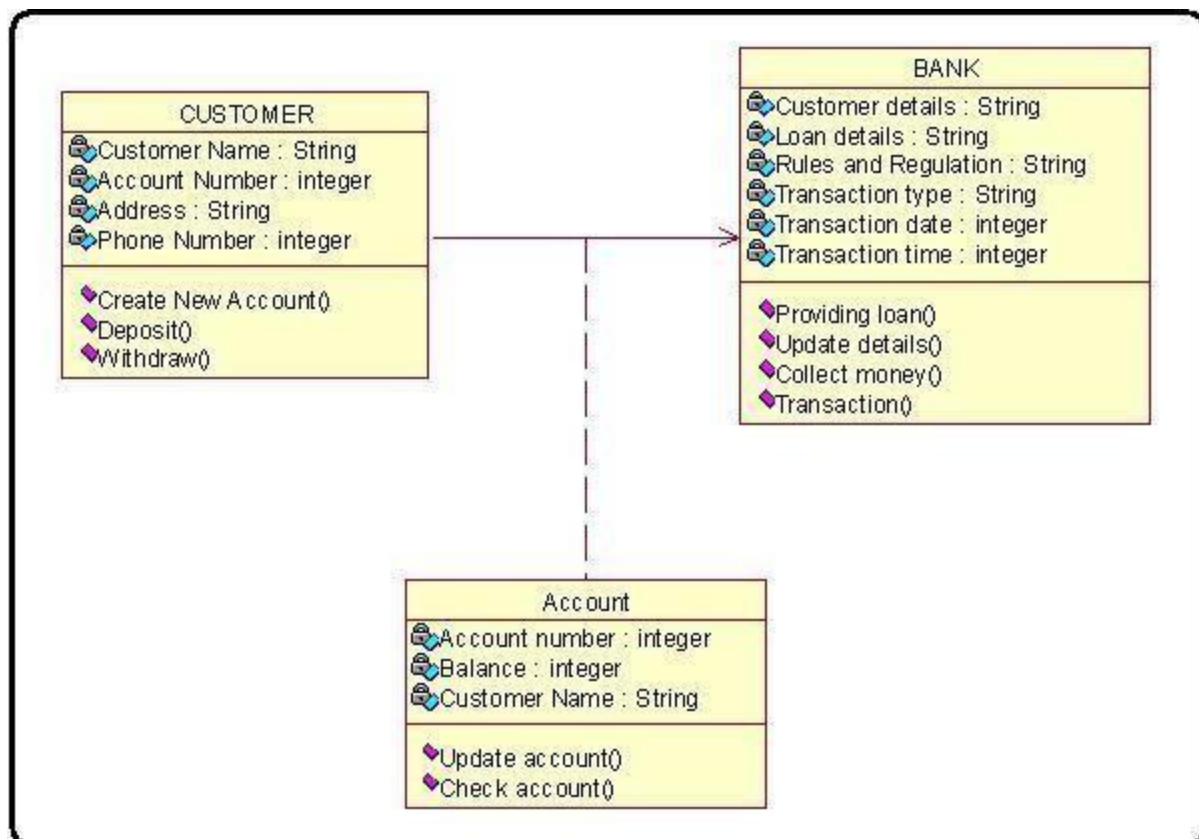 CUSTOMER
Customer Name : String
Account Number : integer
Address : String
Phone Number : integer
Create New Account()
Deposit()
Withdraw()
BANK
Customer details : String
Loan details : String
Rules and Regulation : String
Transaction type : String
Transaction date : integer
Transaction time : integer
Providing loan()
Update details()
Collect money()
Transaction()
Account
Account number : integer
Balance : integer
Customer Name : String
Update account()
Check account()